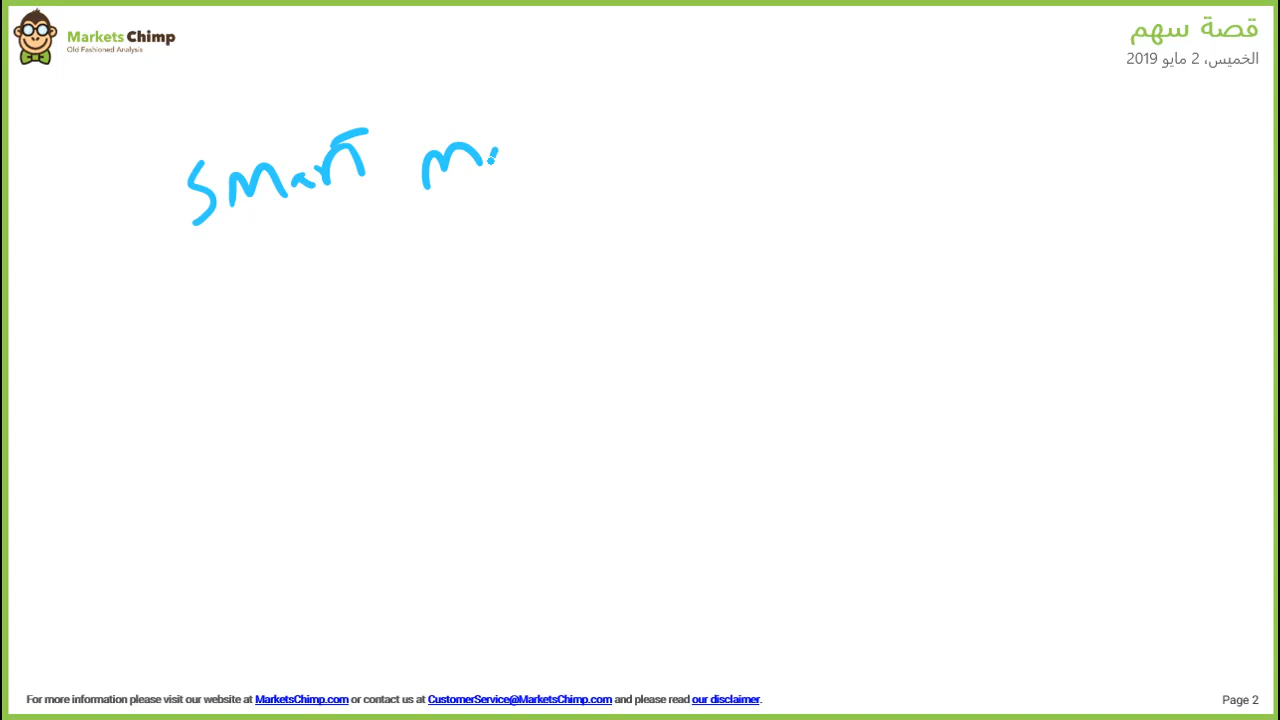 Markets Chimp
Old Fashioned Analysis
قصة سهم
الخميس، 2 مايو 2019
Smart m
For more information please visit our website at MarketsChimp.com or contact us at CustomerService@MarketsChimp.com and please read our disclaimer.
Page 2